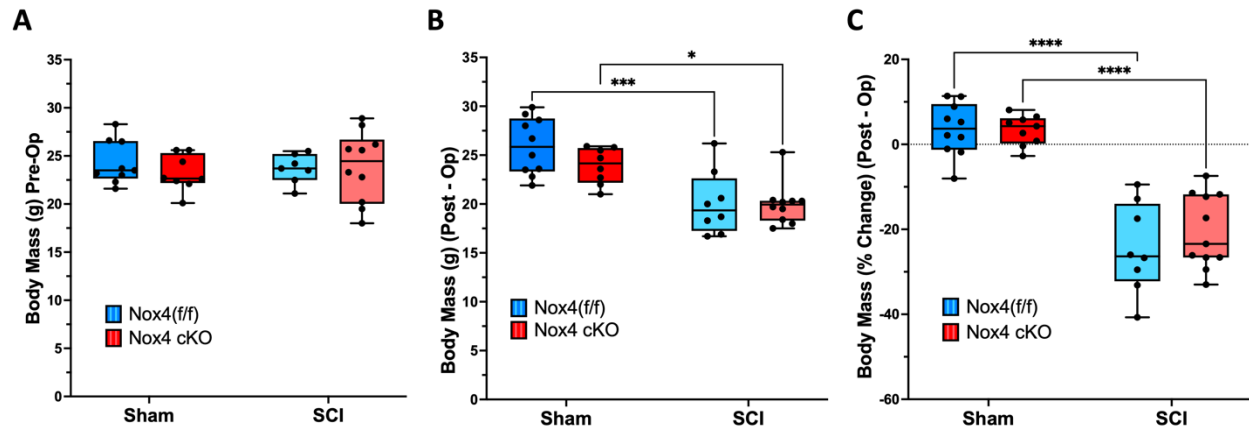 A
Body Mass (g) Pre-Op
35
30
25
20
15
10
5
0
Nox4(f/f)
Nox4 cKO
Sham SCI
B
Body Mass (g) (Post - Op)
35
30
25
20
15
10
5
0
***
*
Nox4(f/f)
Nox4 cKO
Sham SCI
C
Body Mass (% Change) (Post - Op)
20
0
-20
-40
-60
****
****
Nox4(f/f)
Nox4 cKO
Sham SCI